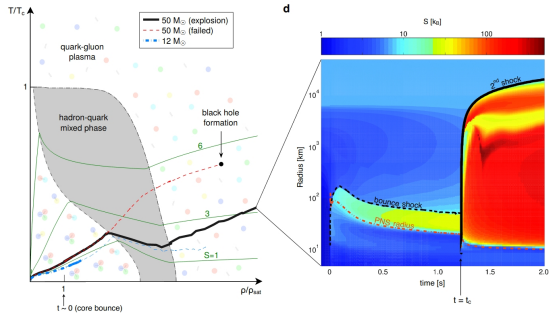 T/T_c
50 M☉ (explosion)
50 M☉ (failed)
12 M☉
quark-gluon
plasma
1
hadron-quark
mixed phase
black hole
formation
6
3
S=1
1
ρ/ρ_sat
t ~ 0 (core bounce)
d
S [k_B]
1
10
100
2nd shock
bounce shock
PNS radius
Radius [km]
10^4
10^3
10^2
10^1
0
0.5
1.0
1.5
2.0
time [s]
t = t_c